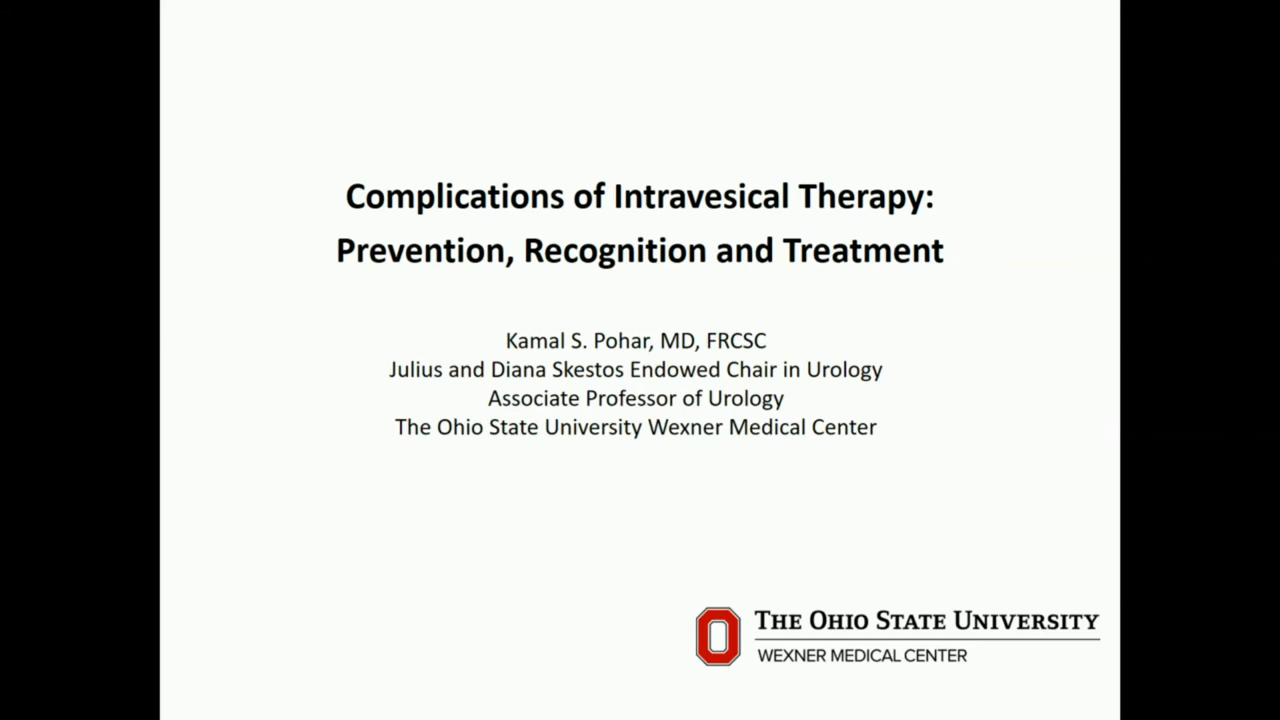 Complications of Intravesical Therapy:
Prevention, Recognition and Treatment
Kamal S. Pohar, MD, FRCSC
Julius and Diana Skestos Endowed Chair in Urology
Associate Professor of Urology
The Ohio State University Wexner Medical Center
THE OHIO STATE UNIVERSITY
WEXNER MEDICAL CENTER